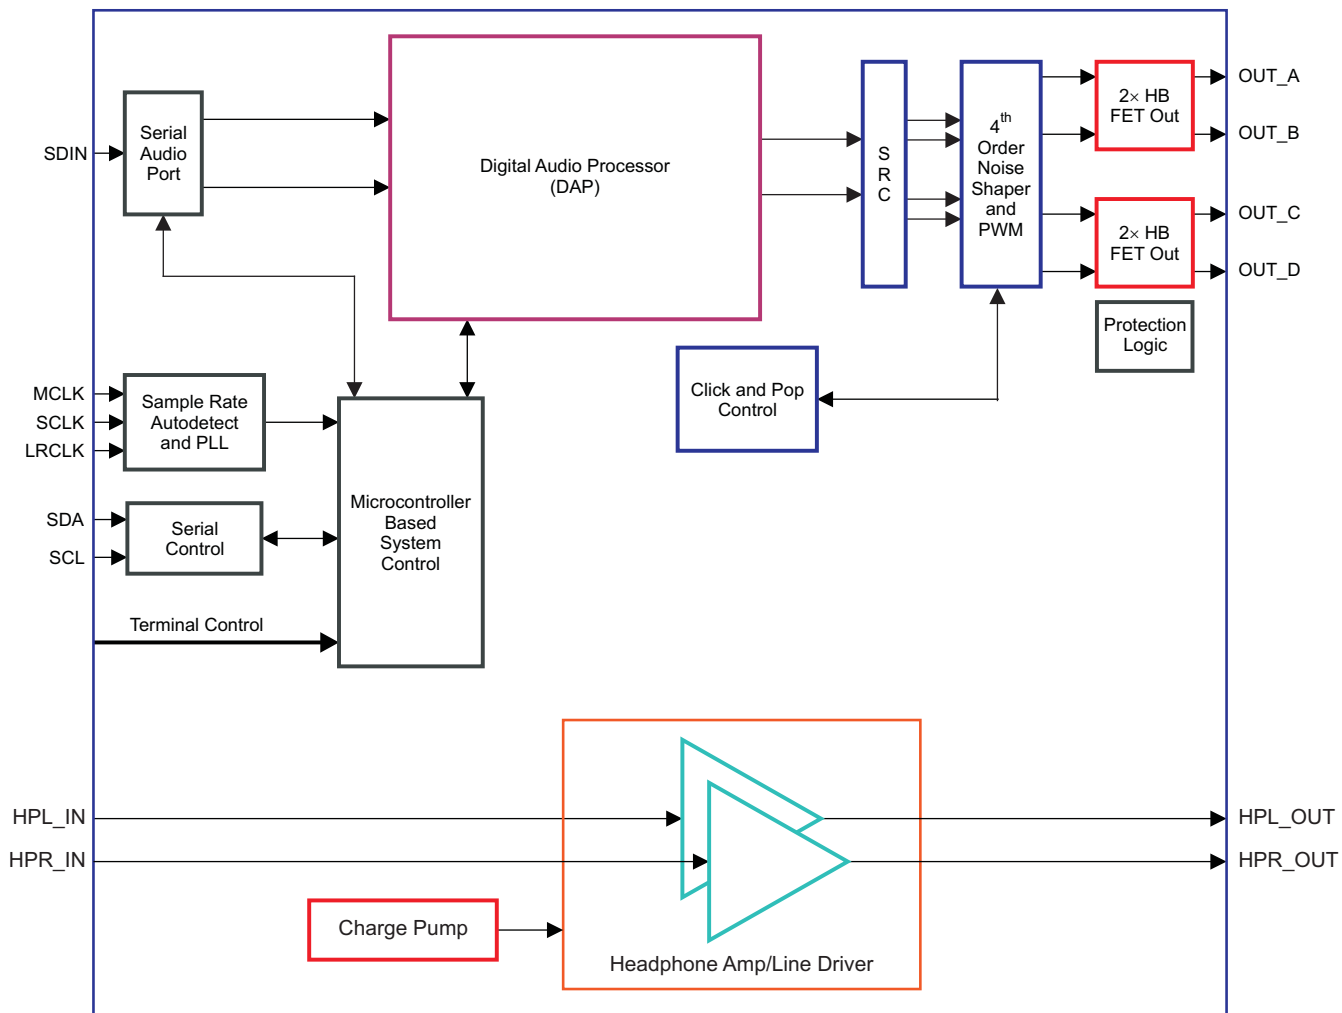 SDIN
Serial
Audio
Port
Digital Audio Processor
(DAP)
S
R
C
4th
Order
Noise
Shaper
and
PWM
2× HB
FET Out
OUT_A
OUT_B
2× HB
FET Out
OUT_C
OUT_D
Protection
Logic
Click and Pop
Control
MCLK
SCLK
LRCLK
Sample Rate
Autodetect
and PLL
SDA
SCL
Serial
Control
Microcontroller
Based
System
Control
Terminal Control
HPL_IN
HPR_IN
HPL_OUT
HPR_OUT
Charge Pump
Headphone Amp/Line Driver